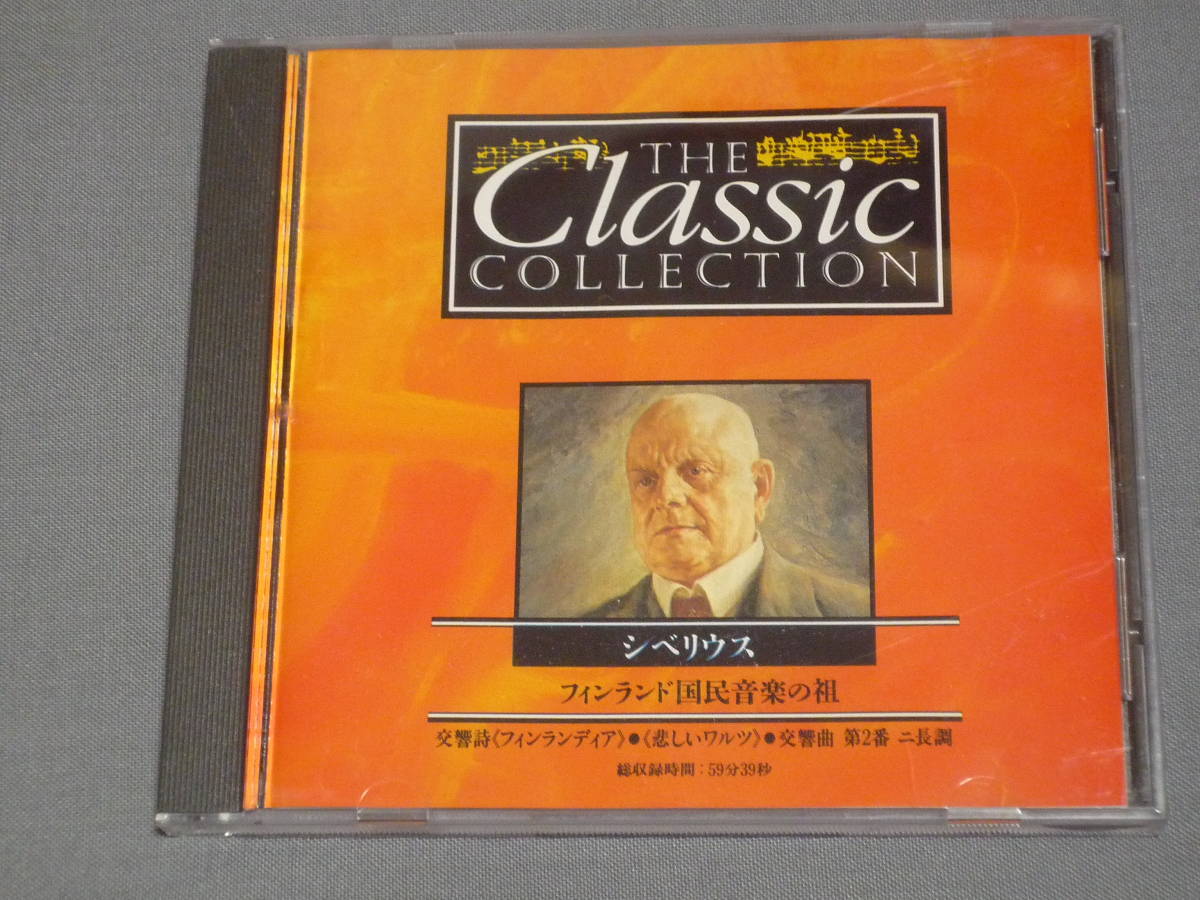 THE
Classic
COLLECTION
シベリウス
フィンランド国民音楽の祖
交響詩《フィンランディア》●《悲しいワルツ》●交響曲 第2番 ニ長調
総収録時間：59分39秒